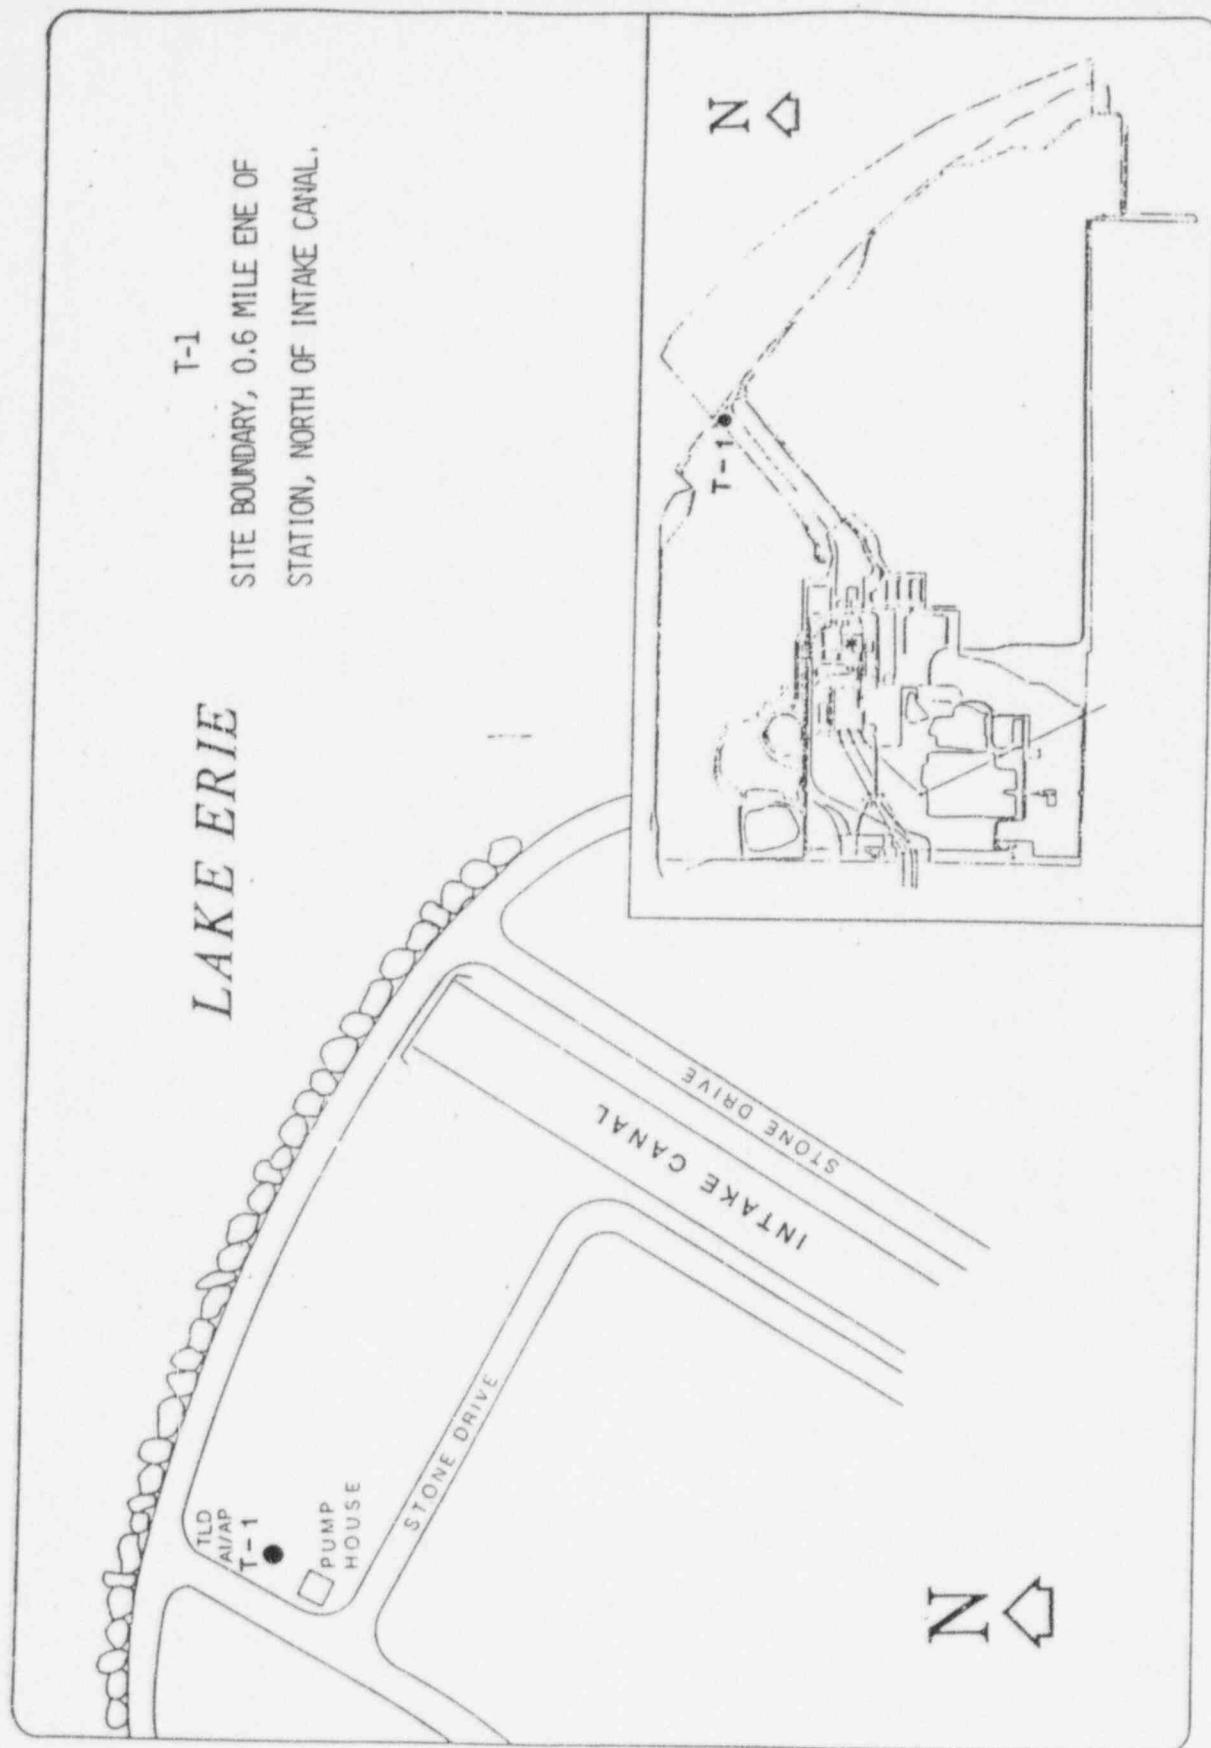 T-1
SITE BOUNDARY, 0.6 MILE ENE OF
STATION, NORTH OF INTAKE CANAL.
LAKE ERIE
TLD
AI/AP
T-1
PUMP
HOUSE
STONE DRIVE
INTAKE CANAL
STONE DRIVE
N
N
T-1